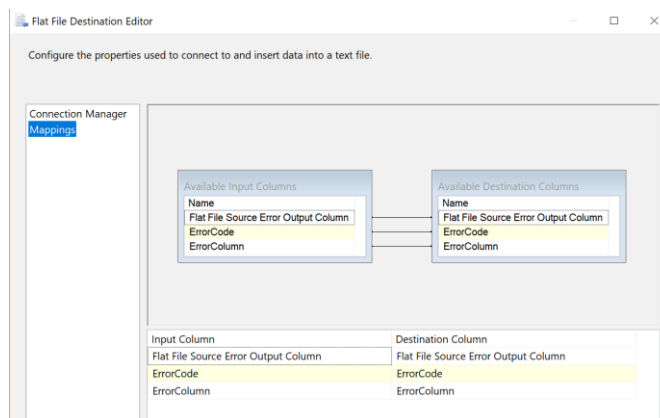 Flat File Destination Editor
Configure the properties used to connect to and insert data into a text file.
Connection Manager
Mappings
Available Input Columns
Name
Flat File Source Error Output Column
ErrorCode
ErrorColumn
Available Destination Columns
Name
Flat File Source Error Output Column
ErrorCode
ErrorColumn
Input Column Destination Column
Flat File Source Error Output Column Flat File Source Error Output Column
ErrorCode ErrorCode
ErrorColumn ErrorColumn